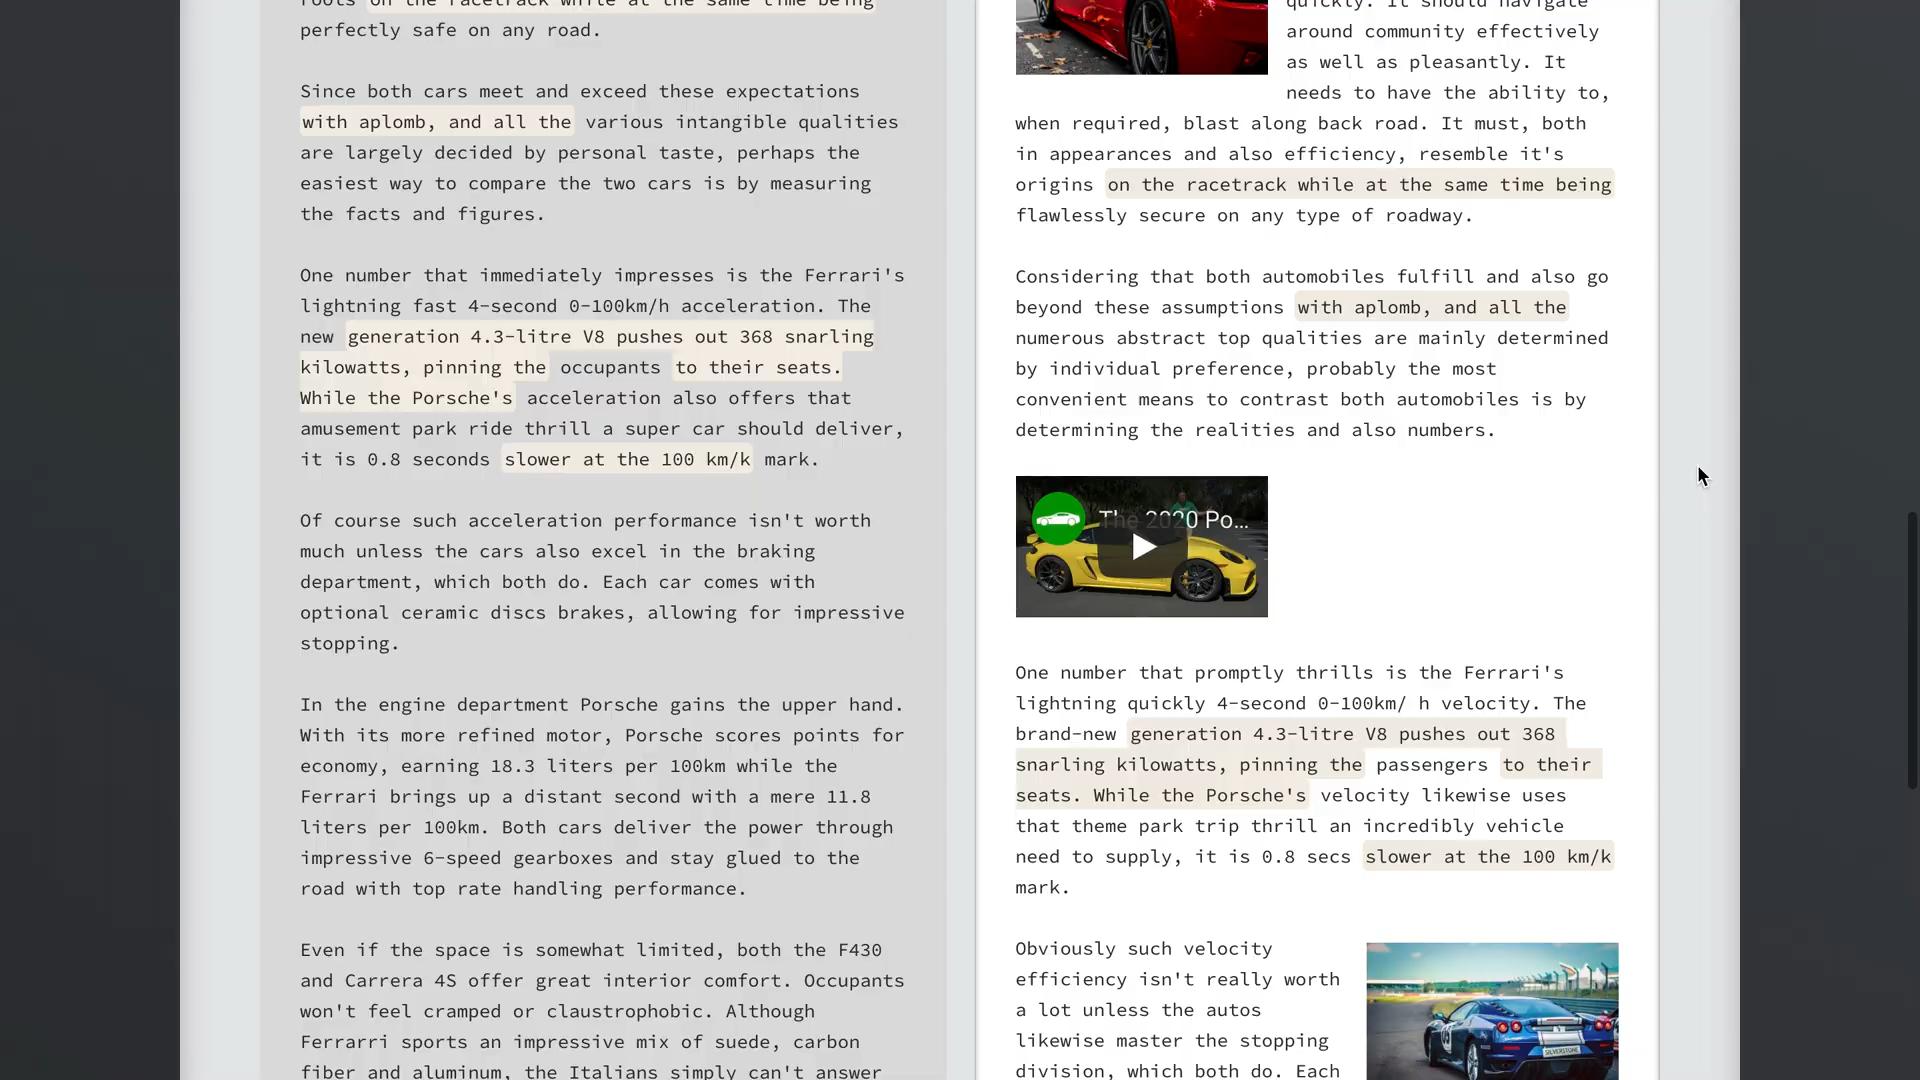 roots on the racetrack while at the same time being
perfectly safe on any road.
Since both cars meet and exceed these expectations
with aplomb, and all the various intangible qualities
are largely decided by personal taste, perhaps the
easiest way to compare the two cars is by measuring
the facts and figures.
One number that immediately impresses is the Ferrari's
lightning fast 4-second 0-100km/h acceleration. The
new generation 4.3-litre V8 pushes out 368 snarling
kilowatts, pinning the occupants to their seats.
While the Porsche's acceleration also offers that
amusement park ride thrill a super car should deliver,
it is 0.8 seconds slower at the 100 km/k mark.
Of course such acceleration performance isn't worth
much unless the cars also excel in the braking
department, which both do. Each car comes with
optional ceramic discs brakes, allowing for impressive
stopping.
In the engine department Porsche gains the upper hand.
With its more refined motor, Porsche scores points for
economy, earning 18.3 liters per 100km while the
Ferrari brings up a distant second with a mere 11.8
liters per 100km. Both cars deliver the power through
impressive 6-speed gearboxes and stay glued to the
road with top rate handling performance.
Even if the space is somewhat limited, both the F430
and Carrera 4S offer great interior comfort. Occupants
won't feel cramped or claustrophobic. Although
Ferrarri sports an impressive mix of suede, carbon
fiber and aluminum, the Italians simply can't answer
quickly. It should navigate
around community effectively
as well as pleasantly. It
needs to have the ability to,
when required, blast along back road. It must, both
in appearances and also efficiency, resemble it's
origins on the racetrack while at the same time being
flawlessly secure on any type of roadway.
Considering that both automobiles fulfill and also go
beyond these assumptions with aplomb, and all the
numerous abstract top qualities are mainly determined
by individual preference, probably the most
convenient means to contrast both automobiles is by
determining the realities and also numbers.
The 2020 Po…
One number that promptly thrills is the Ferrari's
lightning quickly 4-second 0-100km/ h velocity. The
brand-new generation 4.3-litre V8 pushes out 368
snarling kilowatts, pinning the passengers to their
seats. While the Porsche's velocity likewise uses
that theme park trip thrill an incredibly vehicle
need to supply, it is 0.8 secs slower at the 100 km/k
mark.
Obviously such velocity
efficiency isn't really worth
a lot unless the autos
likewise master the stopping
division, which both do. Each
SILVERSTONE